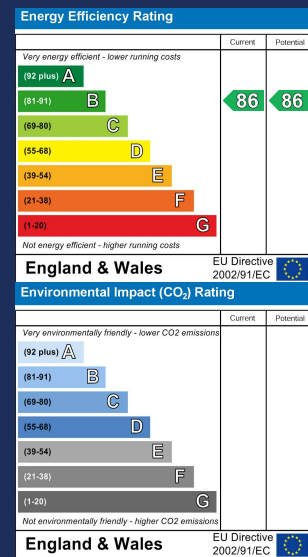 Energy Efficiency Rating
Current Potential
Very energy efficient - lower running costs
(92 plus) A
(81-91) B 86 86
(69-80) C
(55-68) D
(39-54) E
(21-38) F
(1-20) G
Not energy efficient - higher running costs
England & Wales EU Directive 2002/91/EC
Environmental Impact (CO₂) Rating
Current Potential
Very environmentally friendly - lower CO2 emissions
(92 plus) A
(81-91) B
(69-80) C
(55-68) D
(39-54) E
(21-38) F
(1-20) G
Not environmentally friendly - higher CO2 emissions
England & Wales EU Directive 2002/91/EC